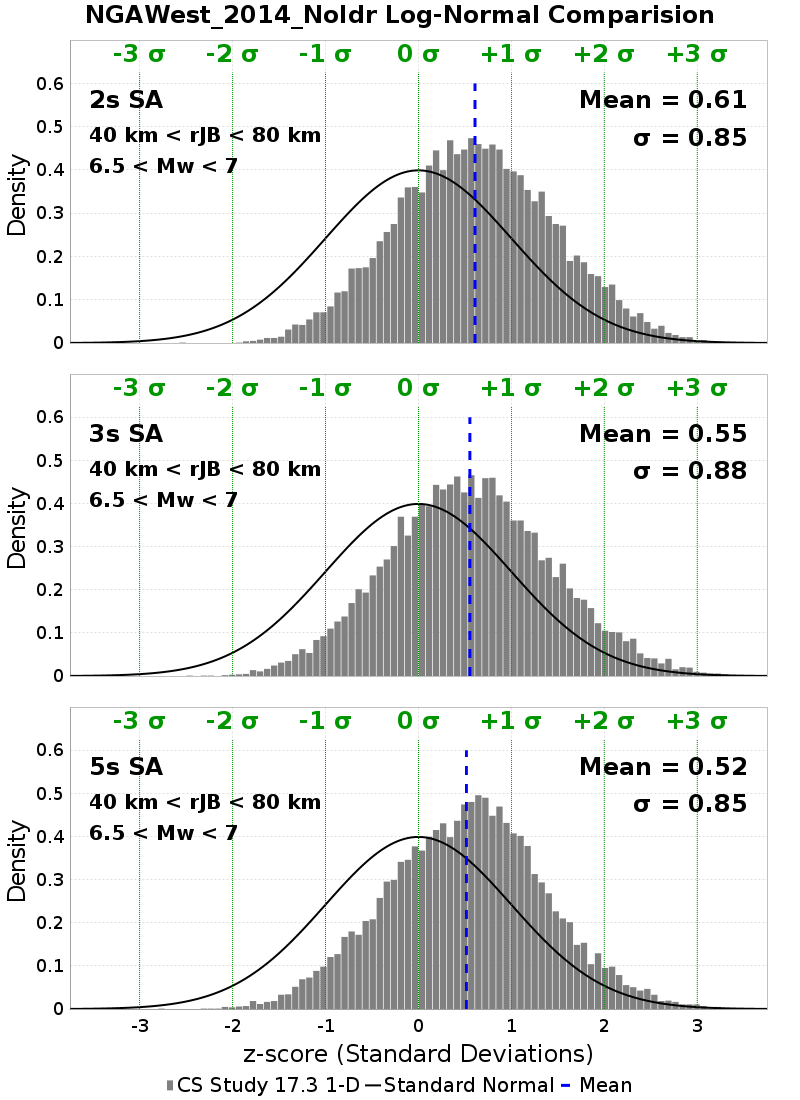 NGAWest_2014_NoIdr Log-Normal Comparision
-3 σ -2 σ -1 σ 0 σ +1 σ +2 σ +3 σ
0.6
2s SA Mean = 0.61
0.5
40 km < rJB < 80 km σ = 0.85
6.5 < Mw < 7
0.4
0.3
0.2
0.1
0
Density
-3 σ -2 σ -1 σ 0 σ +1 σ +2 σ +3 σ
0.6
3s SA Mean = 0.55
0.5
40 km < rJB < 80 km σ = 0.88
6.5 < Mw < 7
0.4
0.3
0.2
0.1
0
Density
-3 σ -2 σ -1 σ 0 σ +1 σ +2 σ +3 σ
0.6
5s SA Mean = 0.52
0.5
40 km < rJB < 80 km σ = 0.85
6.5 < Mw < 7
0.4
0.3
0.2
0.1
0
Density
-3 -2 -1 0 1 2 3
z-score (Standard Deviations)
CS Study 17.3 1-D Standard Normal Mean